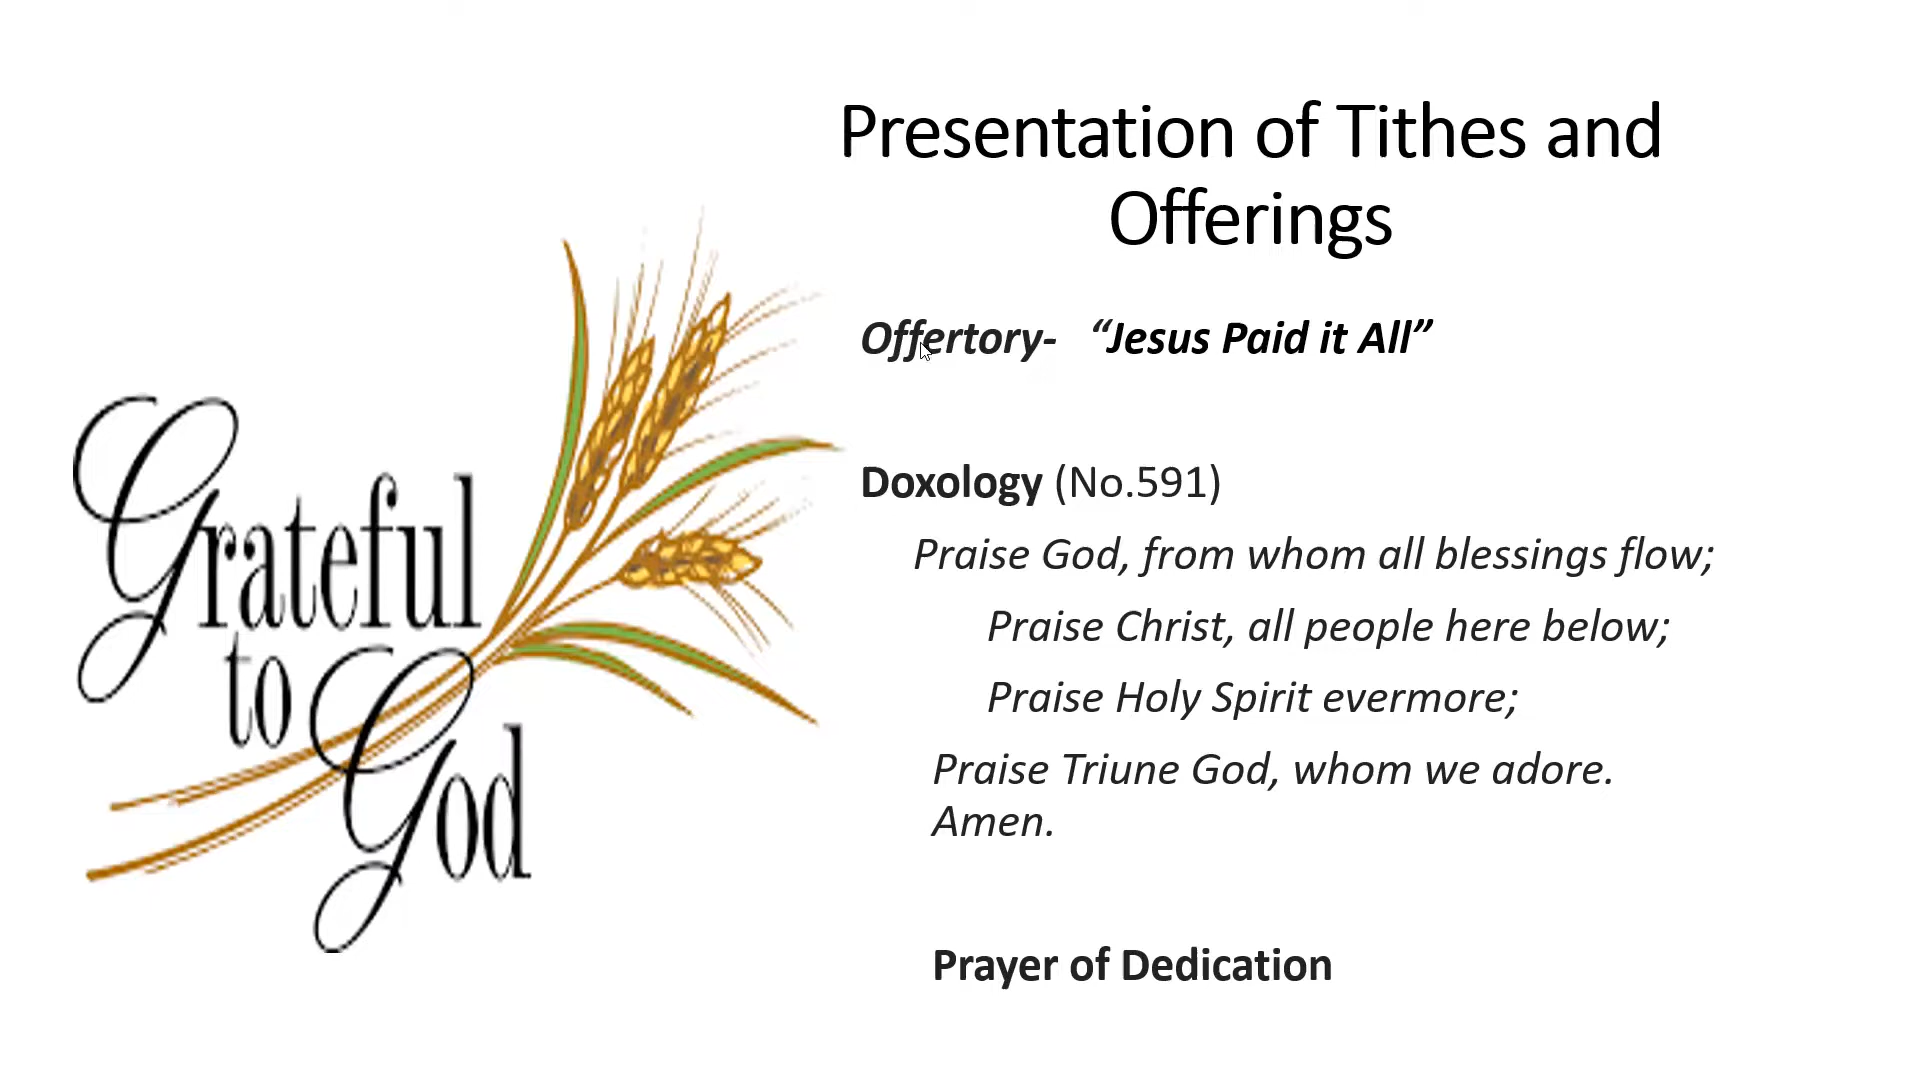 Presentation of Tithes and
Offerings
Offertory- “Jesus Paid it All”
Doxology (No.591)
Praise God, from whom all blessings flow;
Praise Christ, all people here below;
Praise Holy Spirit evermore;
Praise Triune God, whom we adore.
Amen.
Prayer of Dedication
Grateful
to
God